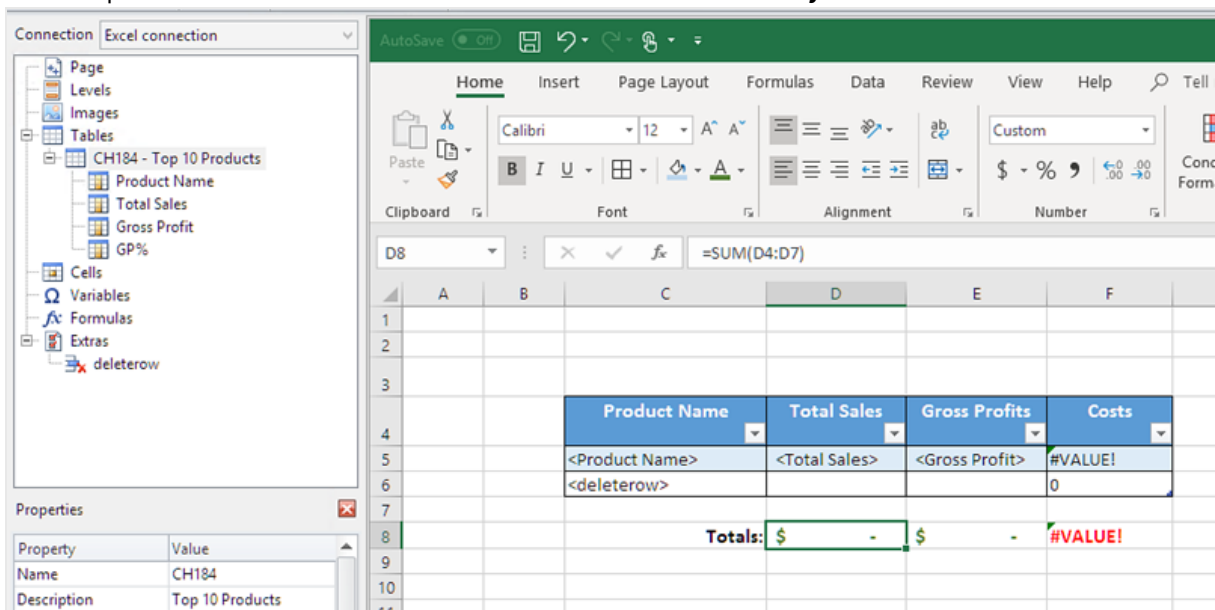 Connection Excel connection
Page
Levels
Images
Tables
CH184 - Top 10 Products
Product Name
Total Sales
Gross Profit
GP%
Cells
Variables
Formulas
Extras
deleterow
Properties
Property Value
Name CH184
Description Top 10 Products
AutoSave Off
Home Insert Page Layout Formulas Data Review View Help Tell
Paste Calibri 12 A^ A˅ ab Custom
B I U A $ % , .00 Conc
Form
Clipboard Font Alignment Number
D8 fx =SUM(D4:D7)
A B C D E F
1
2
3
4 Product Name Total Sales Gross Profits Costs
5 <Product Name> <Total Sales> <Gross Profit> #VALUE!
6 <deleterow> 0
7
8 Totals: $ - $ - #VALUE!
9
10